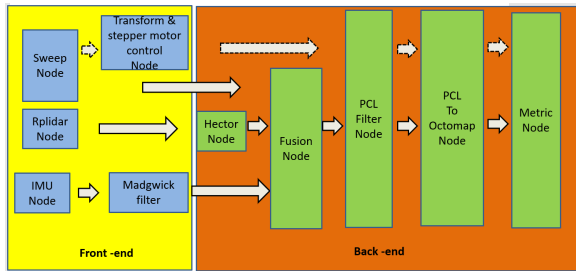 Sweep
Node
Transform &
stepper motor
control
Node
Rplidar
Node
IMU
Node
Madgwick
filter
Front -end
Hector
Node
Fusion
Node
PCL
Filter
Node
PCL
To
Octomap
Node
Metric
Node
Back-end